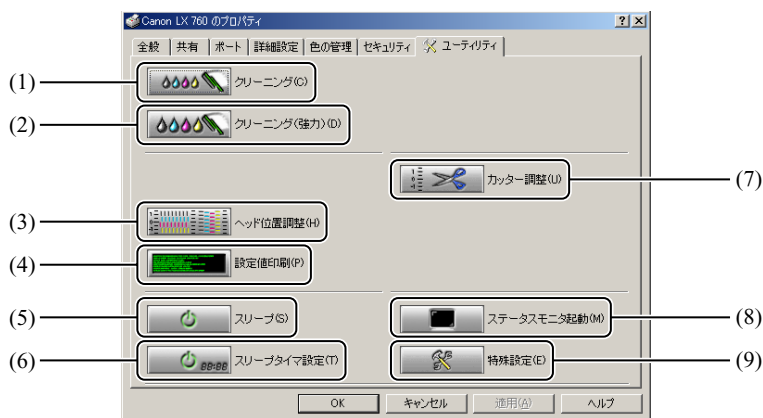 Canon LX 760 のプロパティ
全般 共有 ポート 詳細設定 色の管理 セキュリティ ユーティリティ
(1) クリーニング(C)
(2) クリーニング(強力)(D)
カッター調整(U) (7)
(3) ヘッド位置調整(H)
(4) 設定値印刷(P)
(5) スリープ(S) ステータスモニタ起動(M) (8)
(6) スリープタイマ設定(T) 特殊設定(E) (9)
OK キャンセル 適用(A) ヘルプ